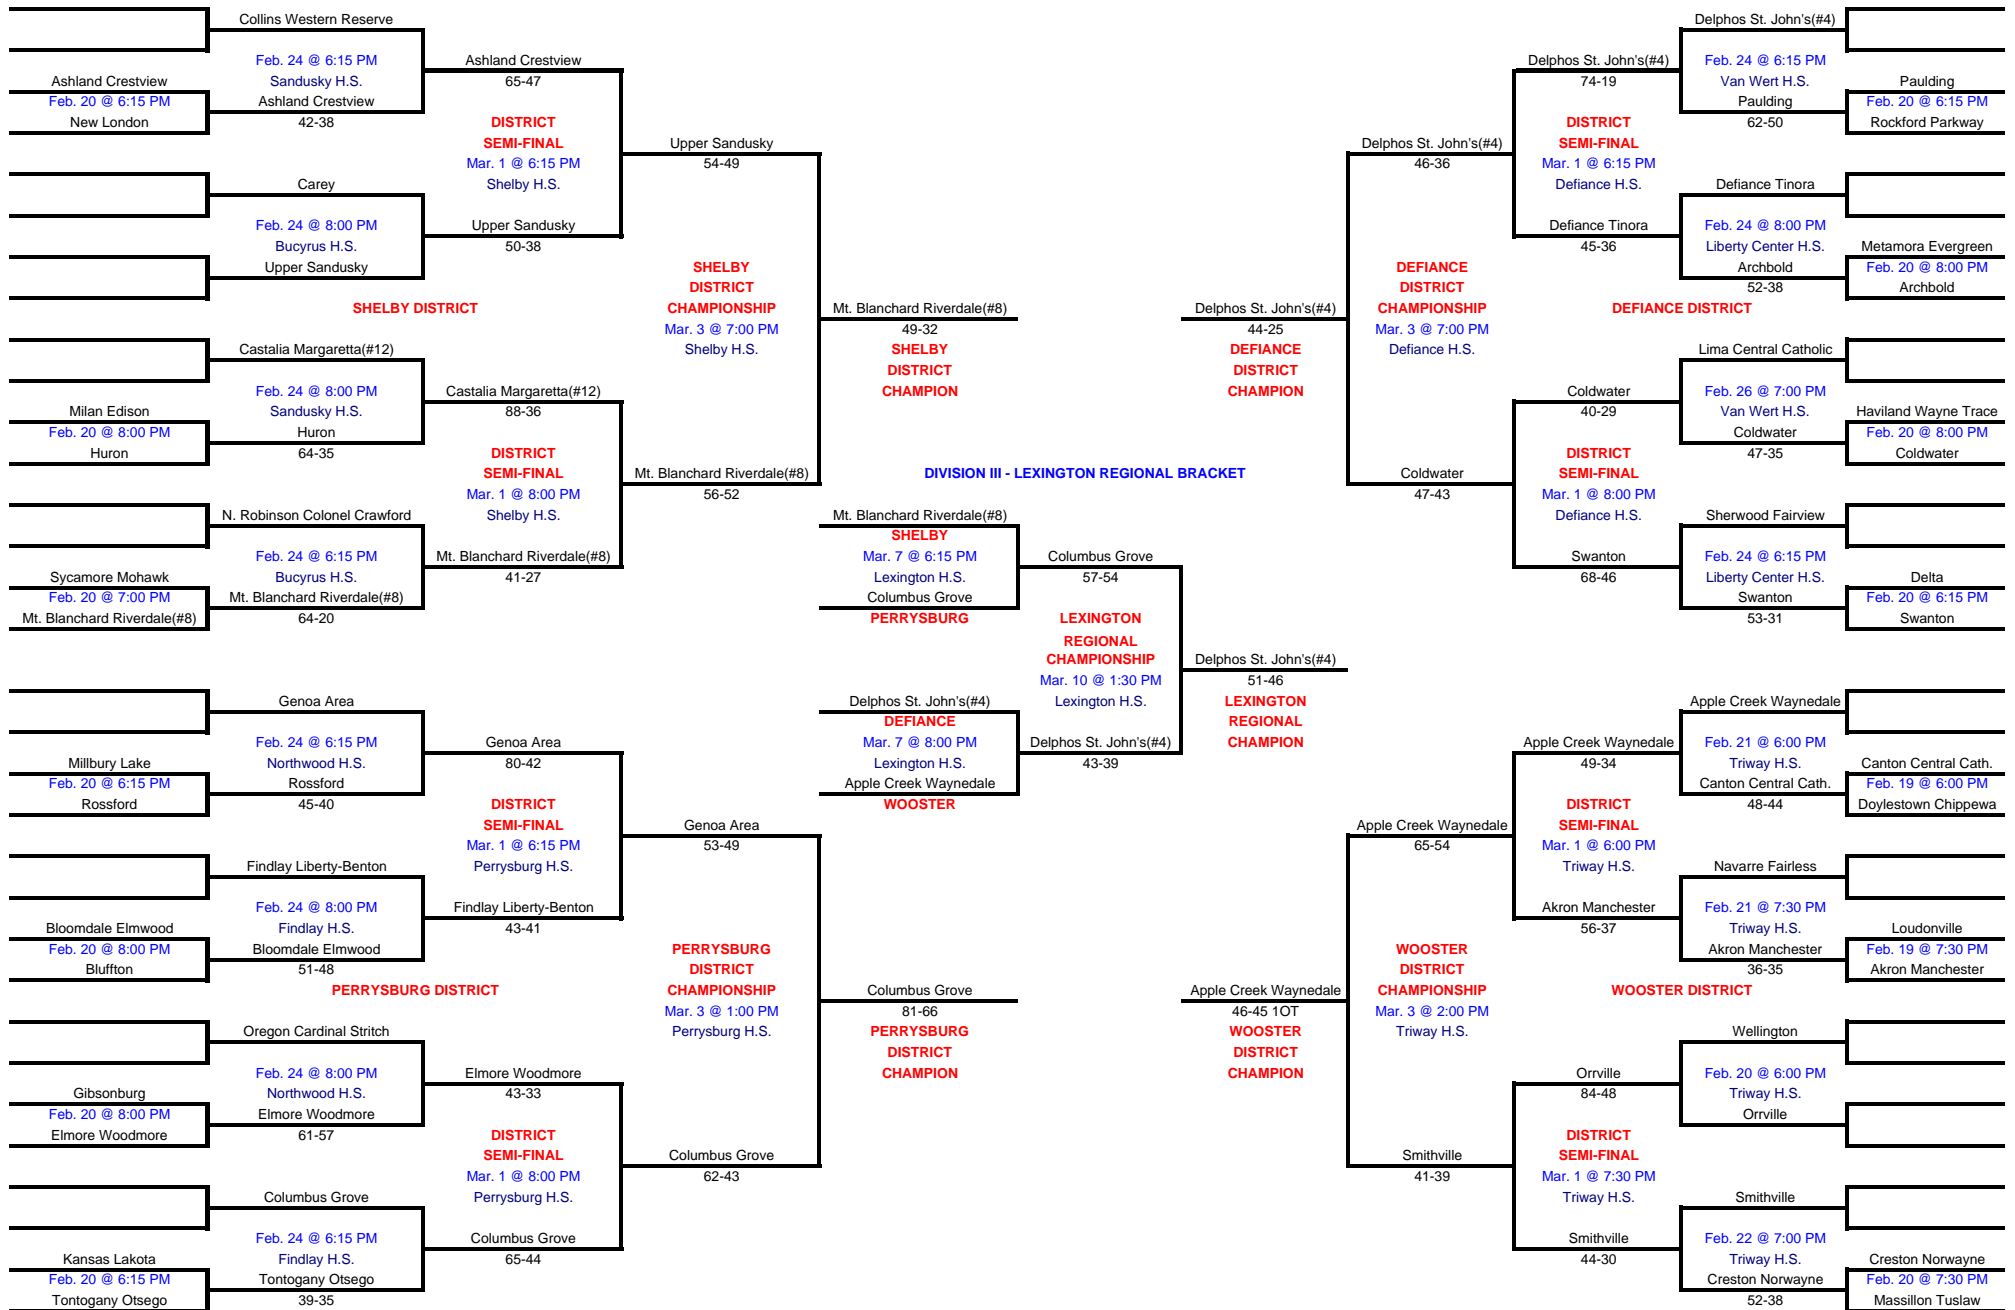 Collins Western Reserve
Feb. 24 @ 6:15 PM
Sandusky H.S.
Ashland Crestview
Feb. 20 @ 6:15 PM
New London
Ashland Crestview
42-38
Ashland Crestview
65-47
DISTRICT
SEMI-FINAL
Mar. 1 @ 6:15 PM
Shelby H.S.
Carey
Feb. 24 @ 8:00 PM
Bucyrus H.S.
Upper Sandusky
Upper Sandusky
50-38
Upper Sandusky
54-49
SHELBY DISTRICT
SHELBY
DISTRICT
CHAMPIONSHIP
Mar. 3 @ 7:00 PM
Shelby H.S.
Mt. Blanchard Riverdale(#8)
49-32
SHELBY
DISTRICT
CHAMPION
Castalia Margaretta(#12)
Feb. 24 @ 8:00 PM
Sandusky H.S.
Milan Edison
Feb. 20 @ 8:00 PM
Huron
Huron
64-35
Castalia Margaretta(#12)
88-36
DISTRICT
SEMI-FINAL
Mar. 1 @ 8:00 PM
Shelby H.S.
Mt. Blanchard Riverdale(#8)
56-52
N. Robinson Colonel Crawford
Feb. 24 @ 6:15 PM
Bucyrus H.S.
Sycamore Mohawk
Feb. 20 @ 7:00 PM
Mt. Blanchard Riverdale(#8)
Mt. Blanchard Riverdale(#8)
64-20
Mt. Blanchard Riverdale(#8)
41-27
Delphos St. John's(#4)
Feb. 24 @ 6:15 PM
Van Wert H.S.
Paulding
Feb. 20 @ 6:15 PM
Rockford Parkway
Paulding
62-50
Delphos St. John's(#4)
74-19
DISTRICT
SEMI-FINAL
Mar. 1 @ 6:15 PM
Defiance H.S.
Delphos St. John's(#4)
46-36
Defiance Tinora
Feb. 24 @ 8:00 PM
Liberty Center H.S.
Metamora Evergreen
Feb. 20 @ 8:00 PM
Archbold
Archbold
52-38
Defiance Tinora
45-36
DEFIANCE DISTRICT
DEFIANCE
DISTRICT
CHAMPIONSHIP
Mar. 3 @ 7:00 PM
Defiance H.S.
Delphos St. John's(#4)
44-25
DEFIANCE
DISTRICT
CHAMPION
Lima Central Catholic
Feb. 26 @ 7:00 PM
Van Wert H.S.
Haviland Wayne Trace
Feb. 20 @ 8:00 PM
Coldwater
Coldwater
47-35
Coldwater
40-29
DISTRICT
SEMI-FINAL
Mar. 1 @ 8:00 PM
Defiance H.S.
Coldwater
47-43
Sherwood Fairview
Feb. 24 @ 6:15 PM
Liberty Center H.S.
Delta
Feb. 20 @ 6:15 PM
Swanton
Swanton
53-31
Swanton
68-46
DIVISION III - LEXINGTON REGIONAL BRACKET
Mt. Blanchard Riverdale(#8)
SHELBY
Mar. 7 @ 6:15 PM
Lexington H.S.
Columbus Grove
PERRYSBURG
Columbus Grove
57-54
LEXINGTON
REGIONAL
CHAMPIONSHIP
Mar. 10 @ 1:30 PM
Lexington H.S.
Delphos St. John's(#4)
51-46
LEXINGTON
REGIONAL
CHAMPION
Delphos St. John's(#4)
DEFIANCE
Mar. 7 @ 8:00 PM
Lexington H.S.
Apple Creek Waynedale
WOOSTER
Delphos St. John's(#4)
43-39
Genoa Area
Feb. 24 @ 6:15 PM
Northwood H.S.
Millbury Lake
Feb. 20 @ 6:15 PM
Rossford
Rossford
45-40
Genoa Area
80-42
DISTRICT
SEMI-FINAL
Mar. 1 @ 6:15 PM
Perrysburg H.S.
Genoa Area
53-49
Findlay Liberty-Benton
Feb. 24 @ 8:00 PM
Findlay H.S.
Bloomdale Elmwood
Feb. 20 @ 8:00 PM
Bluffton
Bloomdale Elmwood
51-48
Findlay Liberty-Benton
43-41
PERRYSBURG DISTRICT
PERRYSBURG
DISTRICT
CHAMPIONSHIP
Mar. 3 @ 1:00 PM
Perrysburg H.S.
Columbus Grove
81-66
PERRYSBURG
DISTRICT
CHAMPION
Oregon Cardinal Stritch
Feb. 24 @ 8:00 PM
Northwood H.S.
Gibsonburg
Feb. 20 @ 8:00 PM
Elmore Woodmore
Elmore Woodmore
61-57
Elmore Woodmore
43-33
DISTRICT
SEMI-FINAL
Mar. 1 @ 8:00 PM
Perrysburg H.S.
Columbus Grove
62-43
Columbus Grove
Feb. 24 @ 6:15 PM
Findlay H.S.
Kansas Lakota
Feb. 20 @ 6:15 PM
Tontogany Otsego
Tontogany Otsego
39-35
Columbus Grove
65-44
Apple Creek Waynedale
Feb. 21 @ 6:00 PM
Triway H.S.
Canton Central Cath.
Feb. 19 @ 6:00 PM
Doylestown Chippewa
Canton Central Cath.
48-44
Apple Creek Waynedale
49-34
DISTRICT
SEMI-FINAL
Mar. 1 @ 6:00 PM
Triway H.S.
Apple Creek Waynedale
65-54
Navarre Fairless
Feb. 21 @ 7:30 PM
Triway H.S.
Loudonville
Feb. 19 @ 7:30 PM
Akron Manchester
Akron Manchester
36-35
Akron Manchester
56-37
WOOSTER DISTRICT
WOOSTER
DISTRICT
CHAMPIONSHIP
Mar. 3 @ 2:00 PM
Triway H.S.
Apple Creek Waynedale
46-45 1OT
WOOSTER
DISTRICT
CHAMPION
Wellington
Feb. 20 @ 6:00 PM
Triway H.S.
Orrville
Orrville
84-48
DISTRICT
SEMI-FINAL
Mar. 1 @ 7:30 PM
Triway H.S.
Smithville
41-39
Smithville
Feb. 22 @ 7:00 PM
Triway H.S.
Creston Norwayne
Feb. 20 @ 7:30 PM
Massillon Tuslaw
Creston Norwayne
52-38
Smithville
44-30